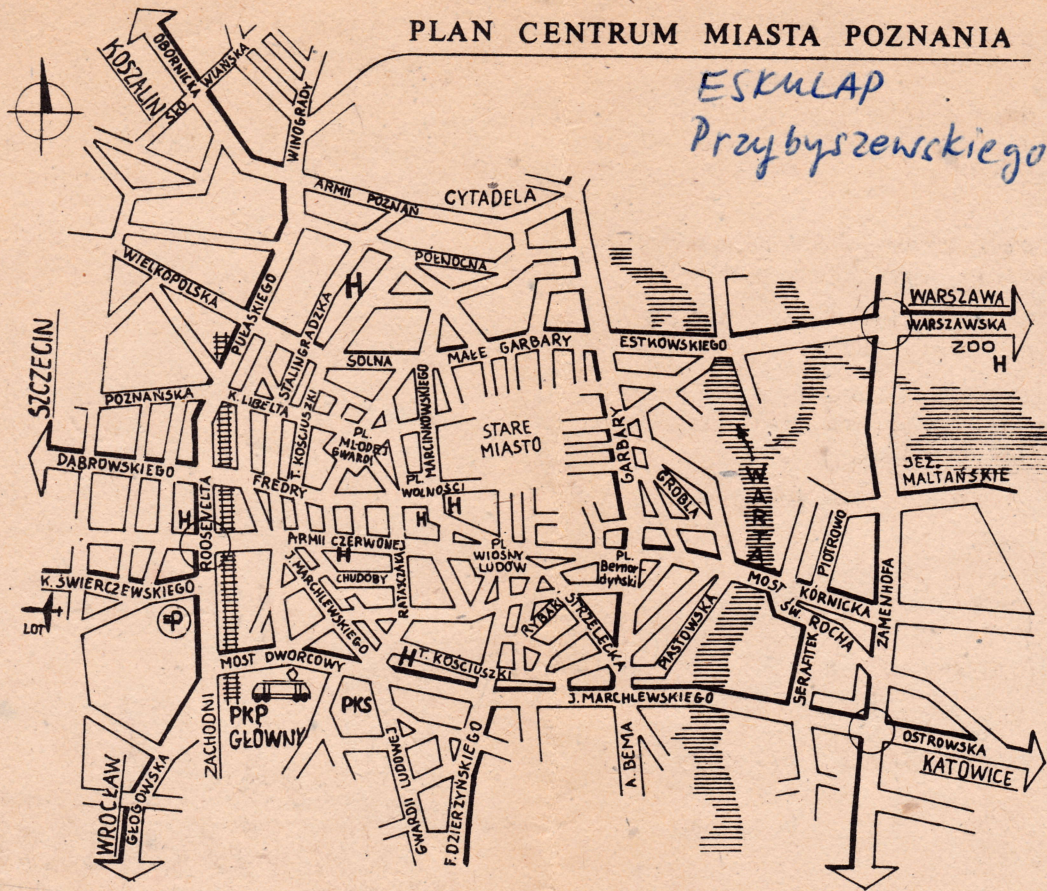 PLAN CENTRUM MIASTA POZNANIA
ESKULAP
Przybyszewskiego
KOSZALIN
OBORNICKA
SŁOWIAŃSKA
WINOGRADY
ARMII POZNAŃ
CYTADELA
PÓŁNOCNA
WIELKOPOLSKA
PUŁASKIEGO
STALINGRADZKA
H
SOLNA
MAŁE GARBARY
ESTKOWSKIEGO
WARSZAWA
WARSZAWSKA
ZOO
H
SZCZECIN
POZNAŃSKA
K. LIBELTA
T. KOŚCIUSZKI
PL. MŁODEJ GWARDI
MARCINKOWSKIEGO
STARE
MIASTO
GARBARY
GROBLA
WARTA
JEZ.
MALTAŃSKIE
DĄBROWSKIEGO
FREDRY
PL.
WOLNOŚCI
H
H
H
ROOSEVELTA
ARMII CZERWONEJ
H
CHUDOBY
RATAJCZAKA
PL.
WIOSNY
LUDÓW
PL.
Bernardyński
PIOTROWO
ZAMENHOFA
K. ŚWIERCZEWSKIEGO
LOT
J. MARCHLEWSKIEGO
RYBAKI
STRZELECKA
PIASTOWSKA
MOST ŚW. ROCHA
KÓRNICKA
SERAFITEK
MOST DWORCOWY
H
T. KOŚCIUSZKI
J. MARCHLEWSKIEGO
ZACHODNI
PKP
GŁÓWNY
PKS
GWARDII LUDOWEJ
F. DZIERŻYŃSKIEGO
A. BEMA
OSTROWSKA
KATOWICE
WROCŁAW
GŁOGOWSKA